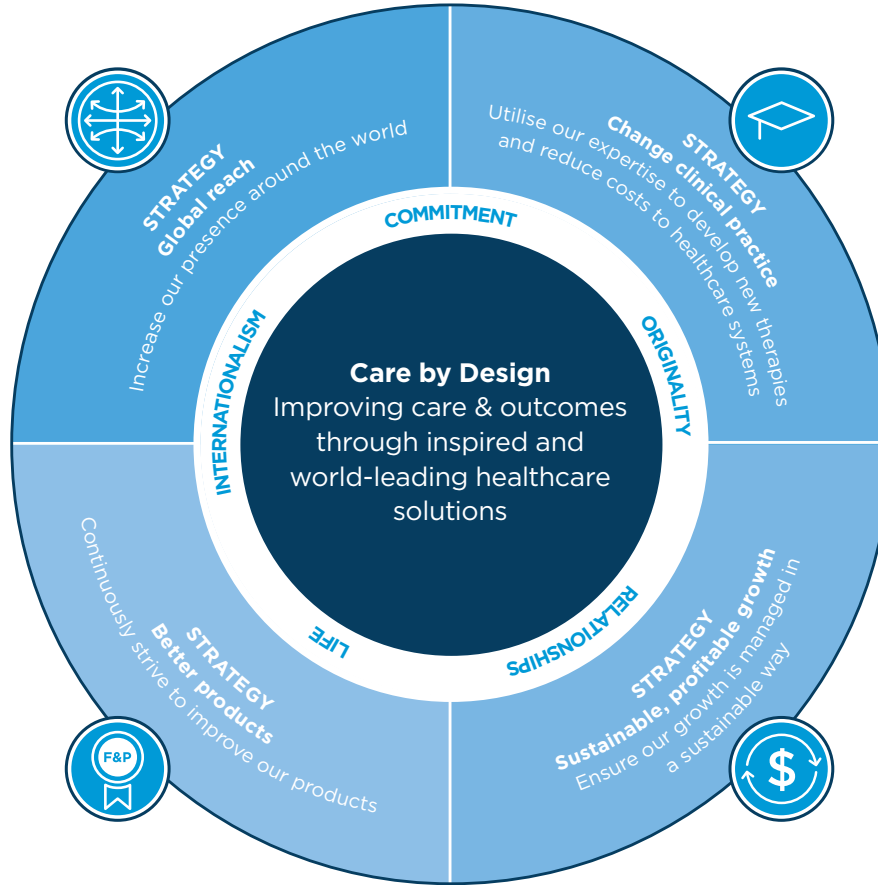 STRATEGY
Global reach
Increase our presence around the world
STRATEGY
Change clinical practice
Utilise our expertise to develop new therapies
and reduce costs to healthcare systems
COMMITMENT
ORIGINALITY
RELATIONSHIPS
LIFE
INTERNATIONALISM
Care by Design
Improving care & outcomes
through inspired and
world-leading healthcare
solutions
STRATEGY
Better products
Continuously strive to improve our products
F&P
STRATEGY
Sustainable, profitable growth
Ensure our growth is managed in
a sustainable way
$